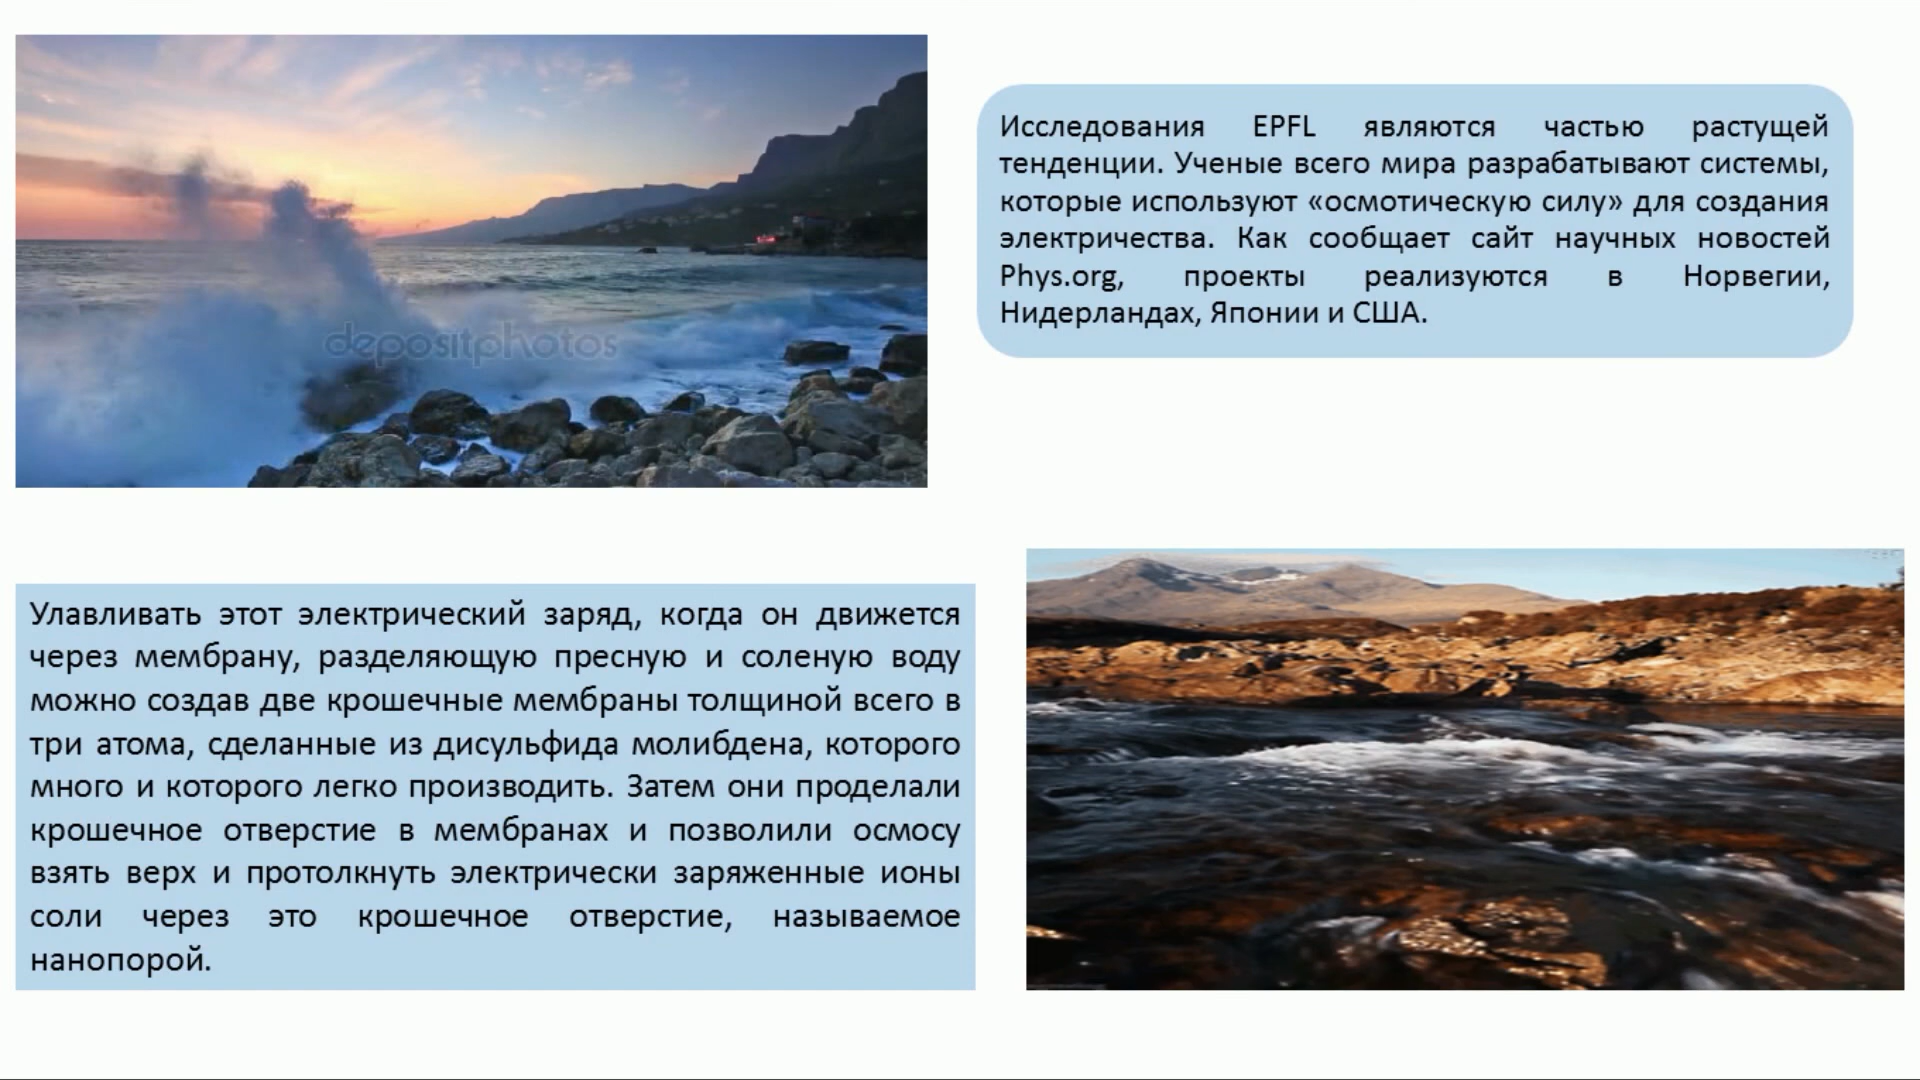 Исследования EPFL являются частью растущей
тенденции. Ученые всего мира разрабатывают системы,
которые используют «осмотическую силу» для создания
электричества. Как сообщает сайт научных новостей
Phys.org, проекты реализуются в Норвегии,
Нидерландах, Японии и США.
depositphotos
Улавливать этот электрический заряд, когда он движется
через мембрану, разделяющую пресную и соленую воду
можно создав две крошечные мембраны толщиной всего в
три атома, сделанные из дисульфида молибдена, которого
много и которого легко производить. Затем они проделали
крошечное отверстие в мембранах и позволили осмосу
взять верх и протолкнуть электрически заряженные ионы
соли через это крошечное отверстие, называемое
нанопорой.